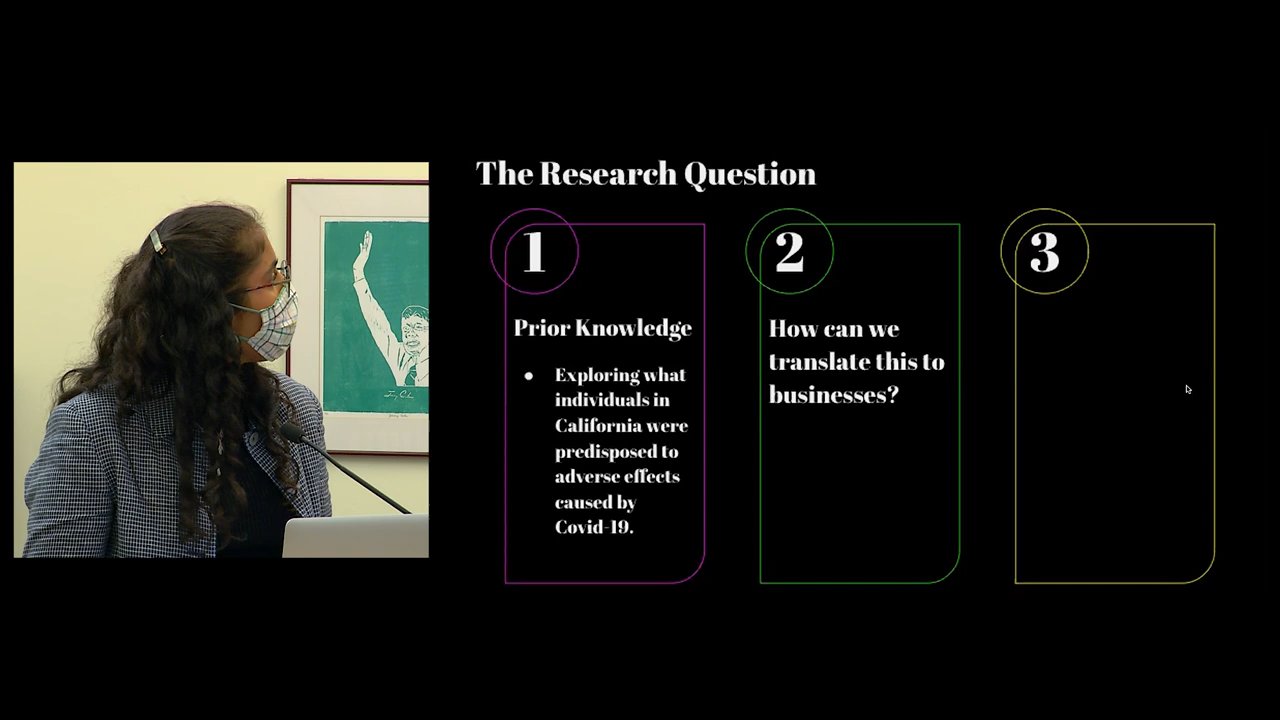 The Research Question
1
Prior Knowledge
● Exploring what
individuals in
California were
predisposed to
adverse effects
caused by
Covid-19.
2
How can we
translate this to
businesses?
3